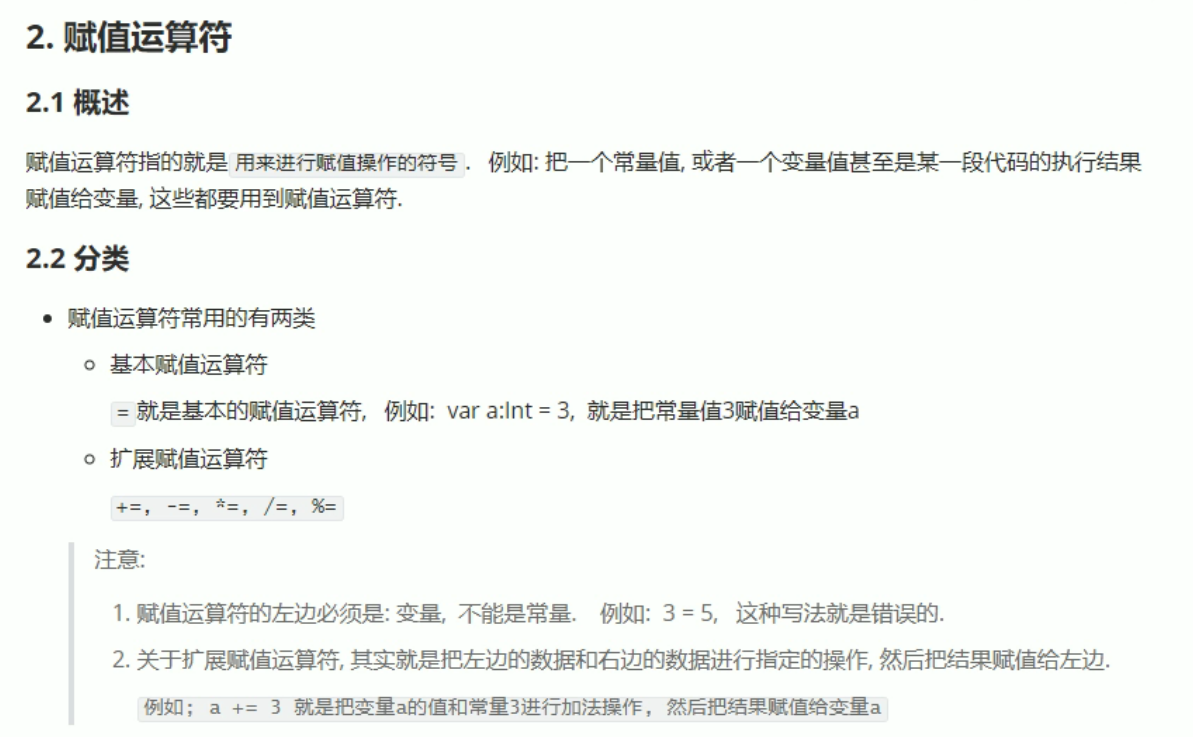 2. 赋值运算符
2.1 概述
赋值运算符指的就是 用来进行赋值操作的符号 . 例如: 把一个常量值, 或者一个变量值甚至是某一段代码的执行结果
赋值给变量, 这些都要用到赋值运算符.
2.2 分类
• 赋值运算符常用的有两类
○ 基本赋值运算符
= 就是基本的赋值运算符, 例如: var a:Int = 3, 就是把常量值3赋值给变量a
○ 扩展赋值运算符
+=, -=, *=, /=, %=
注意:
1. 赋值运算符的左边必须是: 变量, 不能是常量. 例如: 3 = 5, 这种写法就是错误的.
2. 关于扩展赋值运算符, 其实就是把左边的数据和右边的数据进行指定的操作, 然后把结果赋值给左边.
例如; a += 3 就是把变量a的值和常量3进行加法操作, 然后把结果赋值给变量a